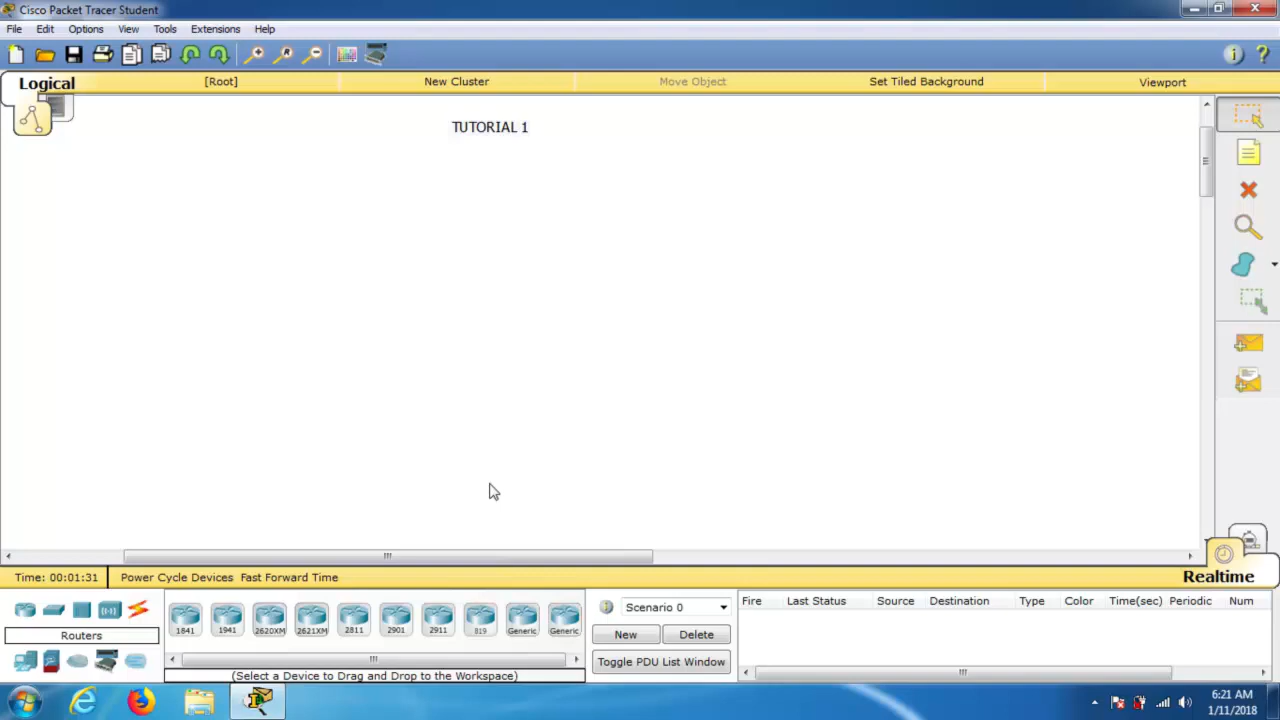 Cisco Packet Tracer Student
File Edit Options View Tools Extensions Help
Logical [Root] New Cluster Move Object Set Tiled Background Viewport
TUTORIAL 1
Time: 00:01:31 Power Cycle Devices Fast Forward Time Realtime
Routers
1841 1941 2620XM 2621XM 2811 2901 2911 819 Generic Generic
(Select a Device to Drag and Drop to the Workspace)
Scenario 0
New Delete
Toggle PDU List Window
Fire Last Status Source Destination Type Color Time(sec) Periodic Num
6:21 AM
1/11/2018